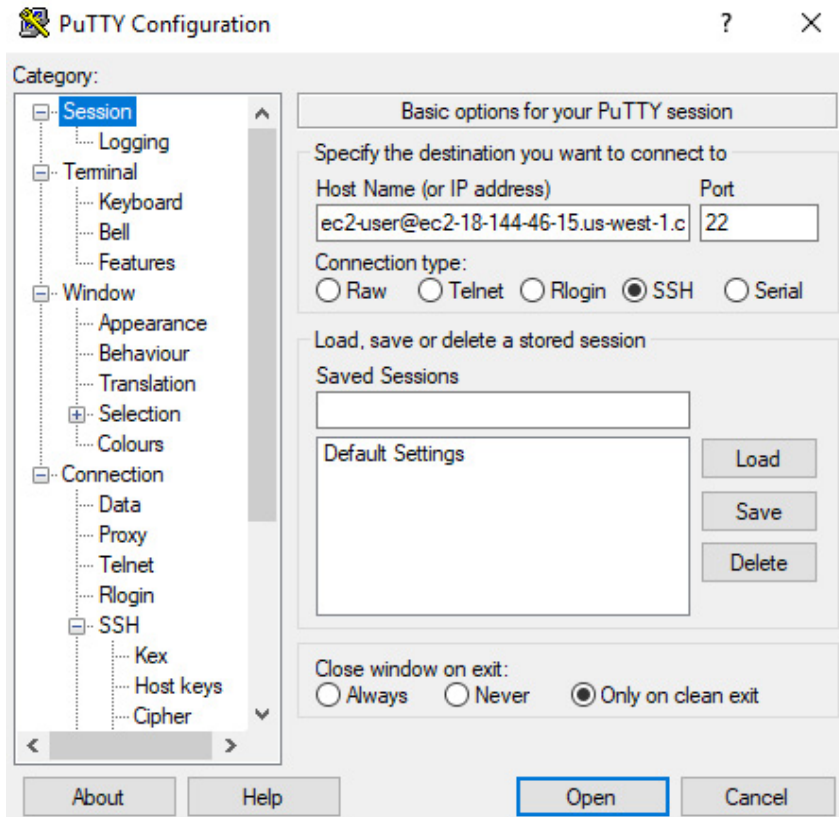 PuTTY Configuration ? ×
Category:
Session
Logging
Terminal
Keyboard
Bell
Features
Window
Appearance
Behaviour
Translation
Selection
Colours
Connection
Data
Proxy
Telnet
Rlogin
SSH
Kex
Host keys
Cipher
Basic options for your PuTTY session
Specify the destination you want to connect to
Host Name (or IP address) Port
ec2-user@ec2-18-144-46-15.us-west-1.c 22
Connection type:
Raw Telnet Rlogin SSH Serial
Load, save or delete a stored session
Saved Sessions
Default Settings
Load
Save
Delete
Close window on exit:
Always Never Only on clean exit
About Help Open Cancel